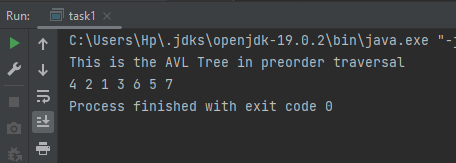 Run: task1 ×
C:\Users\Hp\.jdks\openjdk-19.0.2\bin\java.exe "-j
This is the AVL Tree in preorder traversal
4 2 1 3 6 5 7
Process finished with exit code 0